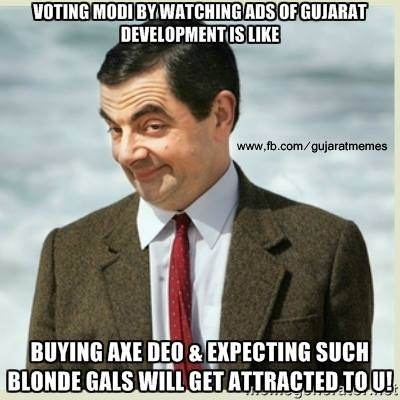 VOTING MODI BY WATCHING ADS OF GUJARAT
DEVELOPMENT IS LIKE
www,fb.com/gujaratmemes
BUYING AXE DEO & EXPECTING SUCH
BLONDE GALS WILL GET ATTRACTED TO U!